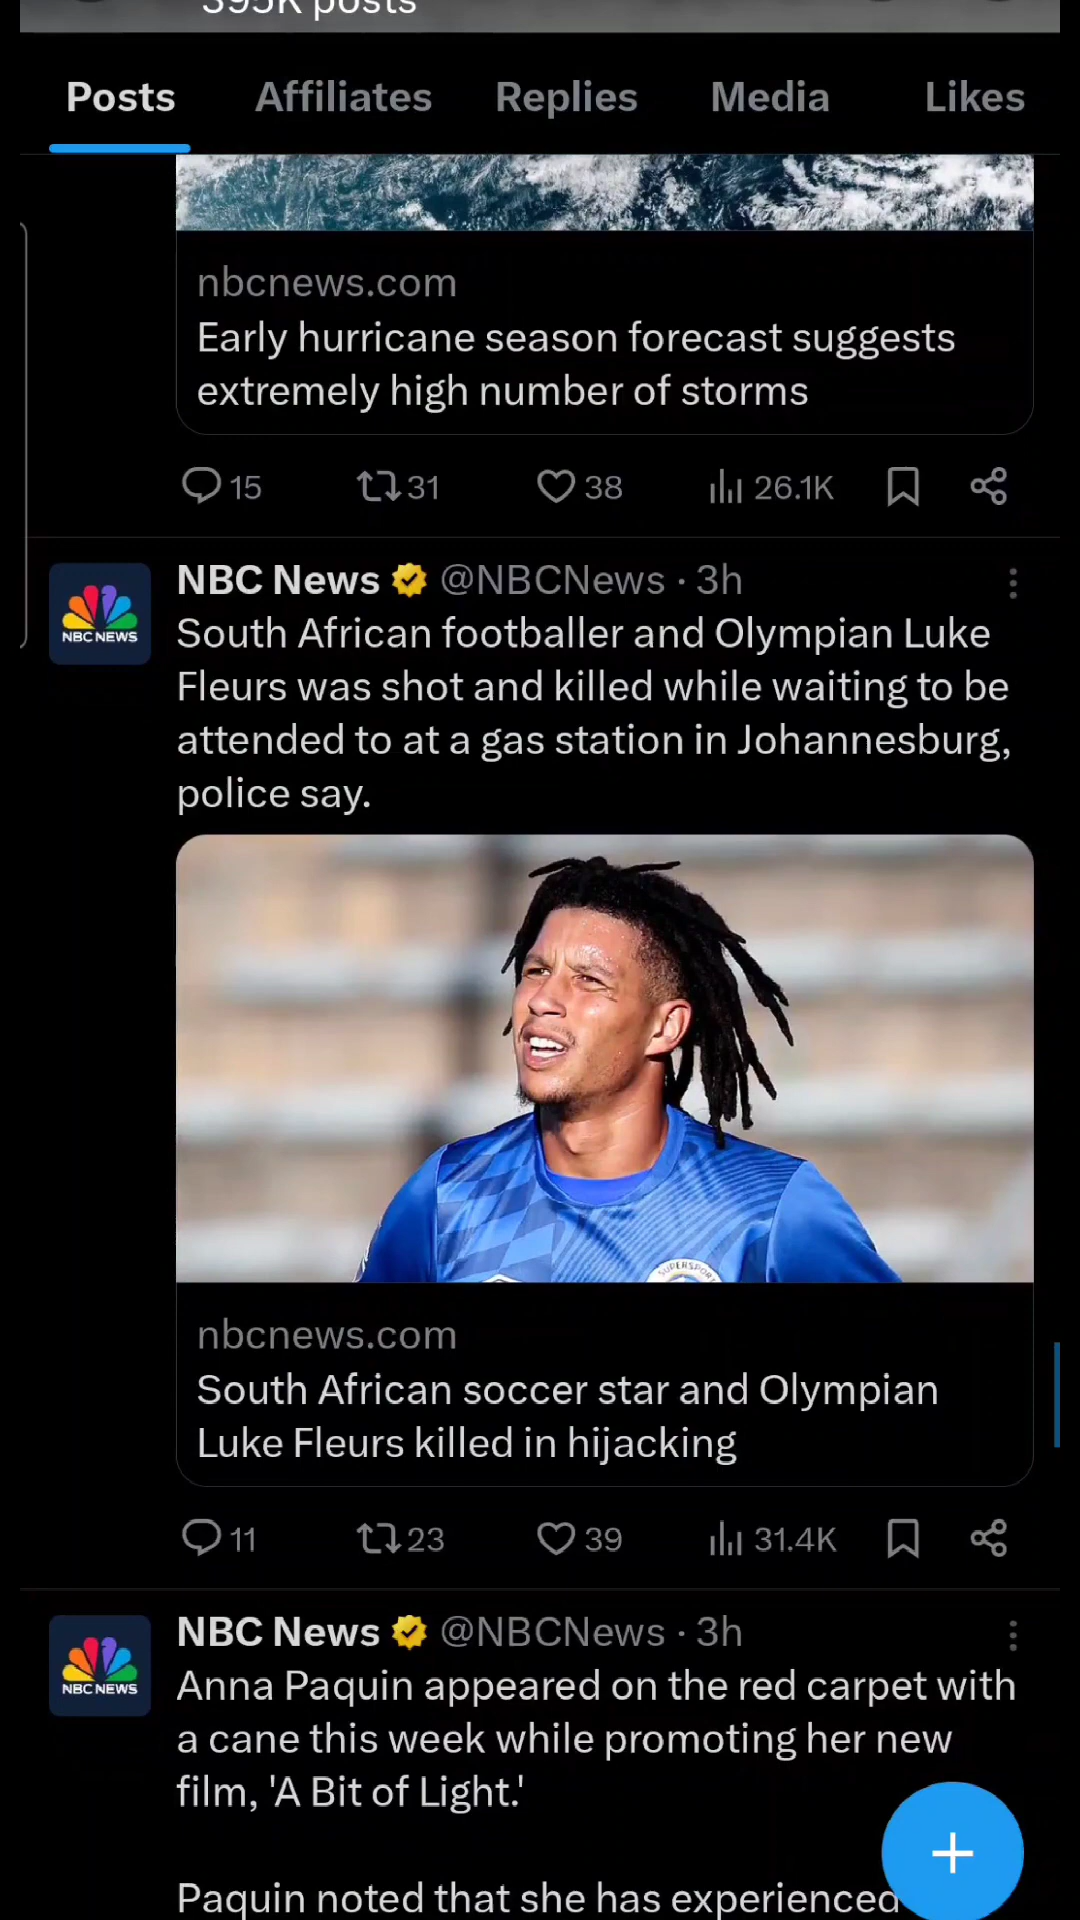 395K posts
Posts Affiliates Replies Media Likes
nbcnews.com
Early hurricane season forecast suggests
extremely high number of storms
15 31 38 26.1K
NBC News @NBCNews · 3h
NBC NEWS
South African footballer and Olympian Luke
Fleurs was shot and killed while waiting to be
attended to at a gas station in Johannesburg,
police say.
SUPERSPORT
nbcnews.com
South African soccer star and Olympian
Luke Fleurs killed in hijacking
11 23 39 31.4K
NBC News @NBCNews · 3h
NBC NEWS
Anna Paquin appeared on the red carpet with
a cane this week while promoting her new
film, 'A Bit of Light.'
Paquin noted that she has experienced